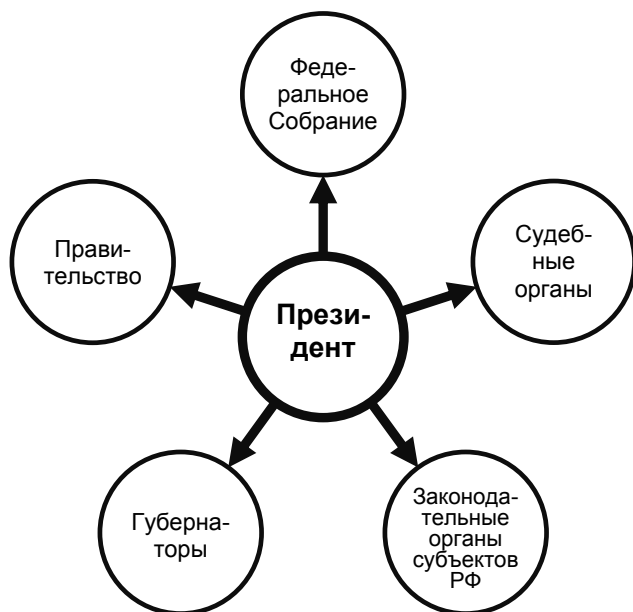 Феде-
ральное
Собрание
Прави-
тельство
Судеб-
ные
органы
Прези-
дент
Губерна-
торы
Законода-
тельные
органы
субъектов
РФ